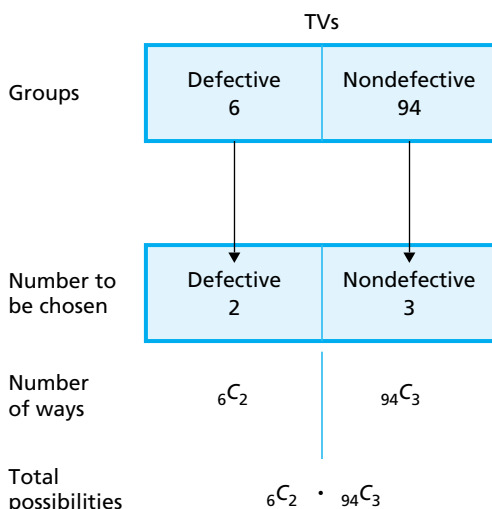 TVs
Groups
Defective
6
Nondefective
94
Number to
be chosen
Defective
2
Nondefective
3
Number
of ways
₆C₂
₉₄C₃
Total
possibilities
₆C₂ · ₉₄C₃